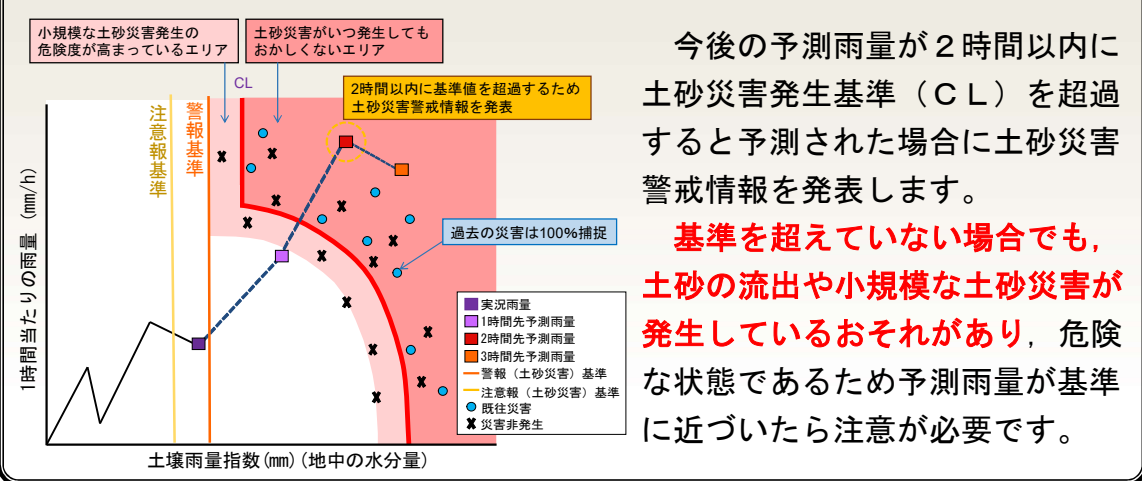 小規模な土砂災害発生の
危険度が高まっているエリア
土砂災害がいつ発生しても
おかしくないエリア
CL
2時間以内に基準値を超過するため
土砂災害警戒情報を発表
注意報基準
警報基準
1時間当たりの雨量 (mm/h)
過去の災害は100%捕捉
実況雨量
1時間先予測雨量
2時間先予測雨量
3時間先予測雨量
警報（土砂災害）基準
注意報（土砂災害）基準
既往災害
災害非発生
土壌雨量指数(mm)(地中の水分量)
今後の予測雨量が２時間以内に
土砂災害発生基準（ＣＬ）を超過
すると予測された場合に土砂災害
警戒情報を発表します。
基準を超えていない場合でも，
土砂の流出や小規模な土砂災害が
発生しているおそれがあり，危険
な状態であるため予測雨量が基準
に近づいたら注意が必要です。